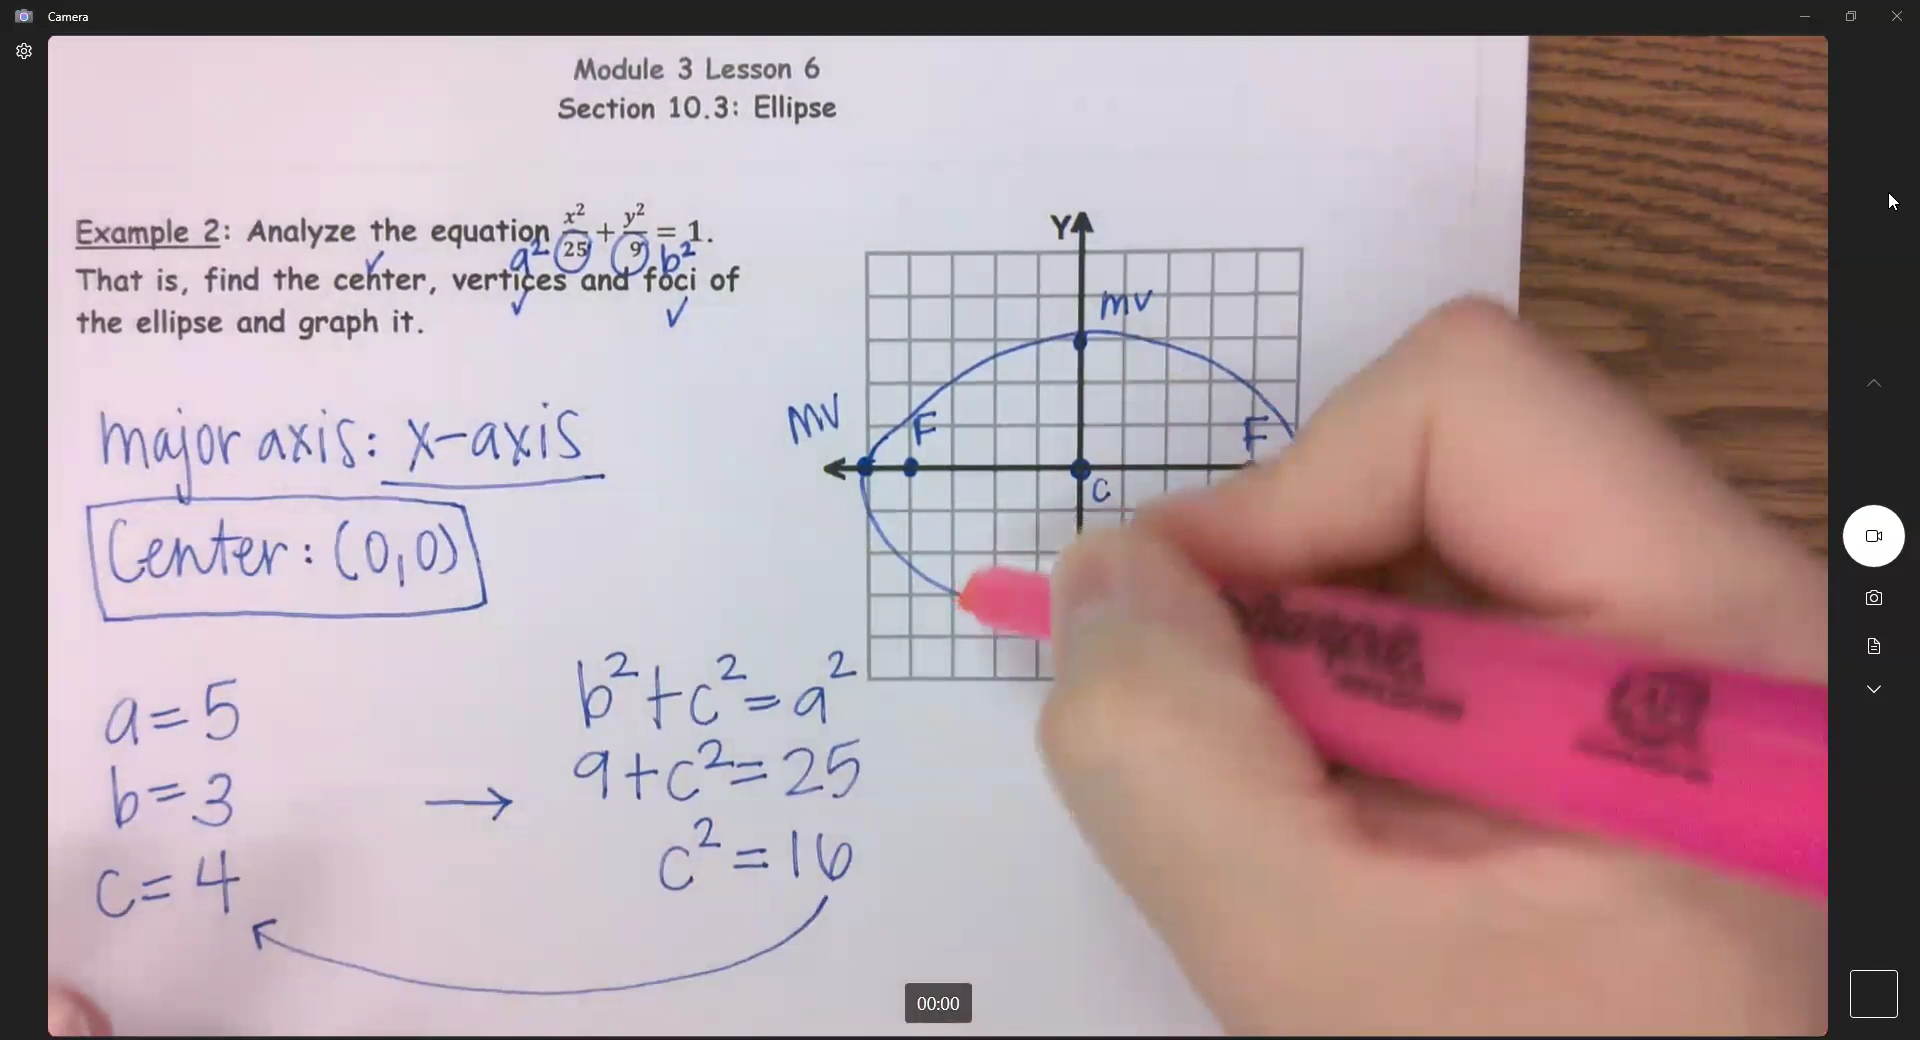 Camera
Module 3 Lesson 6
Section 10.3: Ellipse
Example 2: Analyze the equation x²/25 + y²/9 = 1.
a² b²
That is, find the center, vertices and foci of
the ellipse and graph it.
major axis: x-axis
Center: (0,0)
a=5
b=3
c=4
b²+c²=a²
9+c²=25
c²=16
Y
mv
MV
F
F
C
Sharpie
00:00